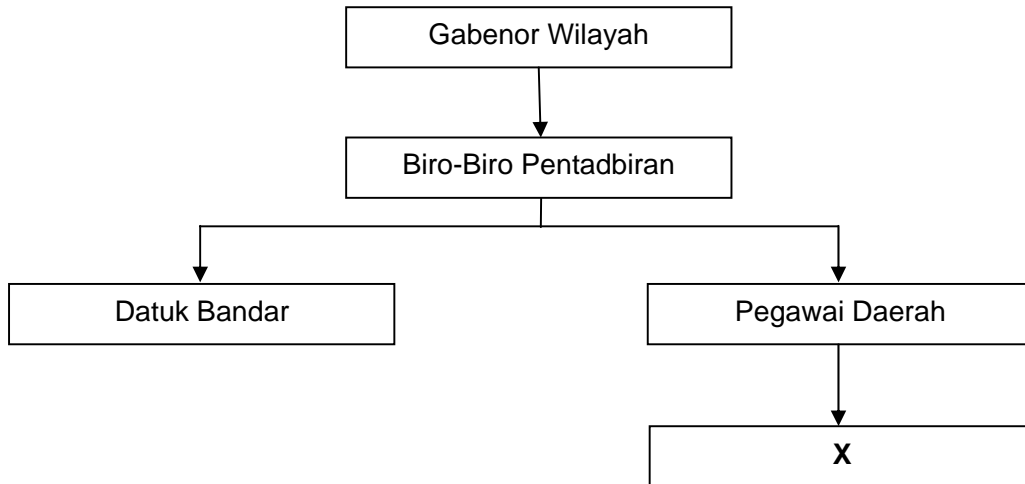 Gabenor Wilayah
Biro-Biro Pentadbiran
Datuk Bandar
Pegawai Daerah
X